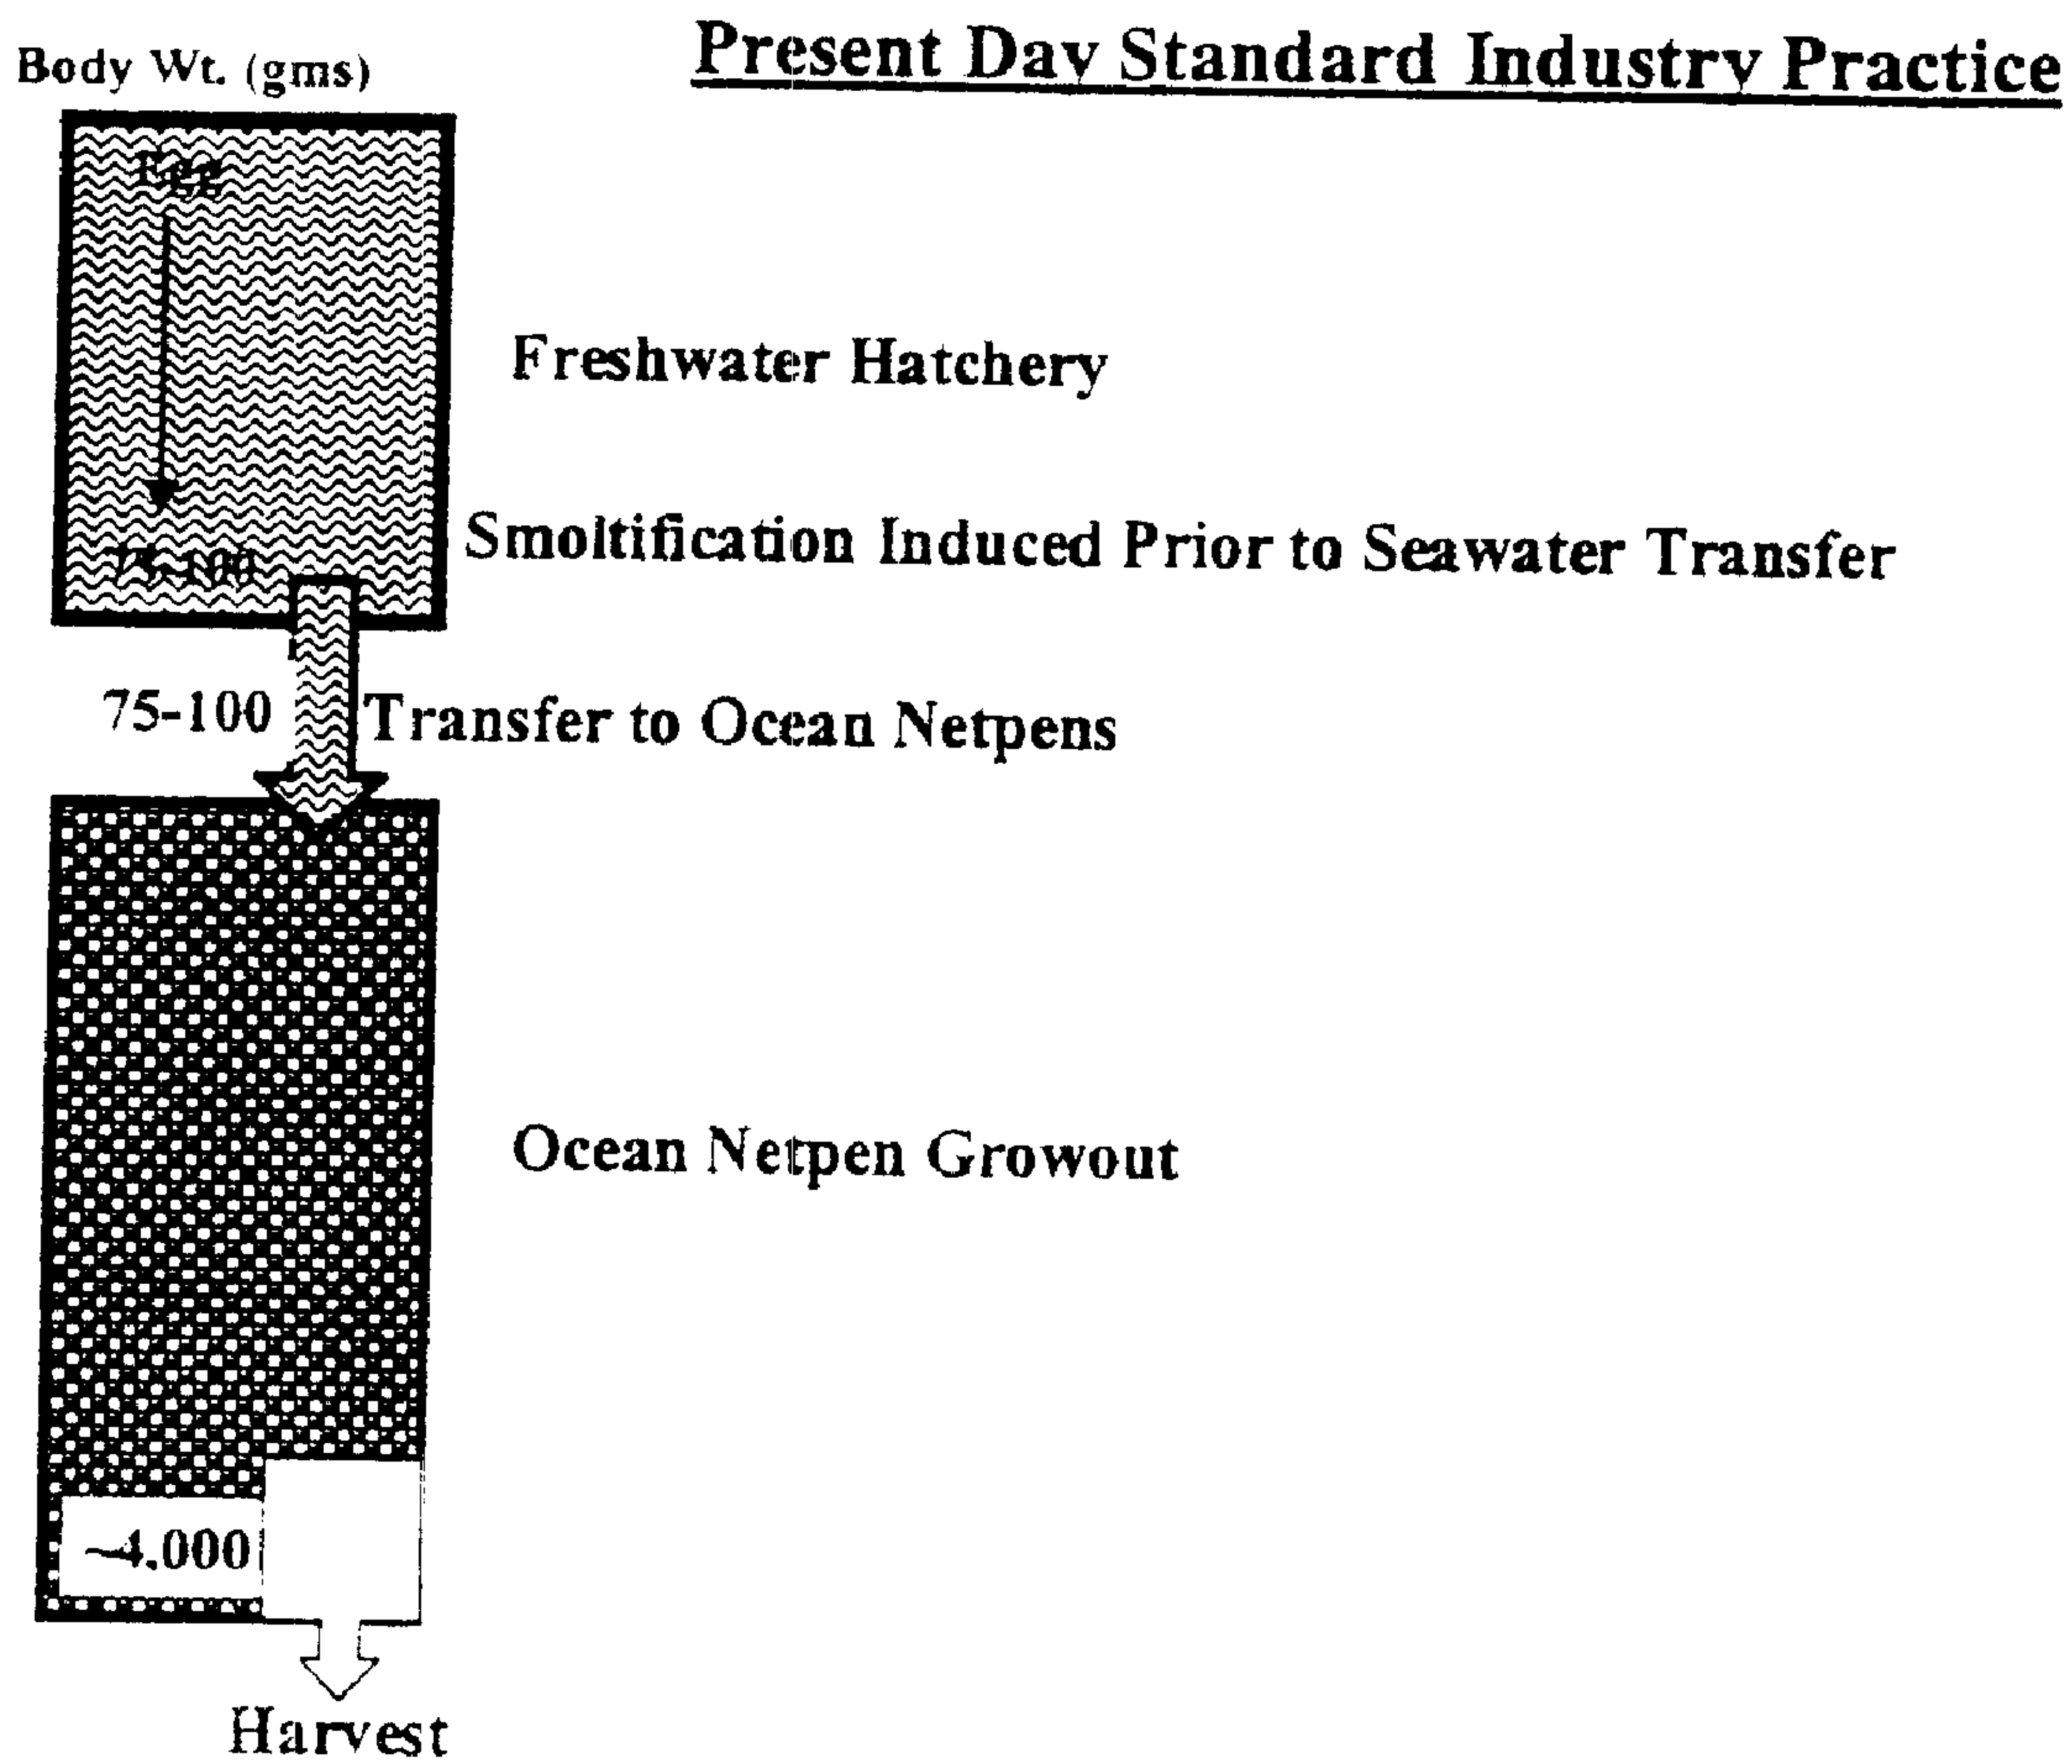 Body Wt. (gms)
Present Day Standard Industry Practice
Egg
Freshwater Hatchery
75-100
Smoltification Induced Prior to Seawater Transfer
75-100
Transfer to Ocean Netpens
Ocean Netpen Growout
~4,000
Harvest